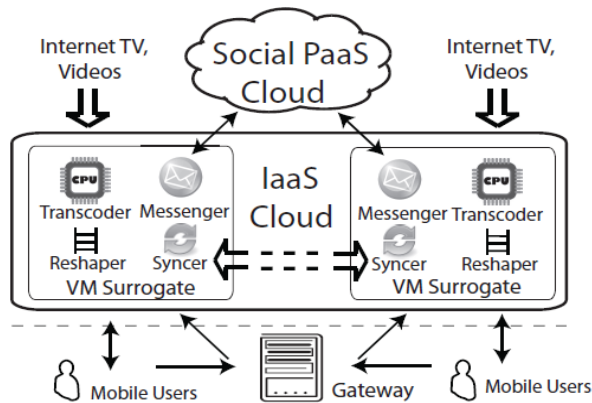 Internet TV,
Videos
Social PaaS
Cloud
Internet TV,
Videos
CPU
Transcoder
Messenger
Reshaper
Syncer
VM Surrogate
IaaS
Cloud
Messenger
CPU
Transcoder
Syncer
Reshaper
VM Surrogate
Mobile Users
Gateway
Mobile Users